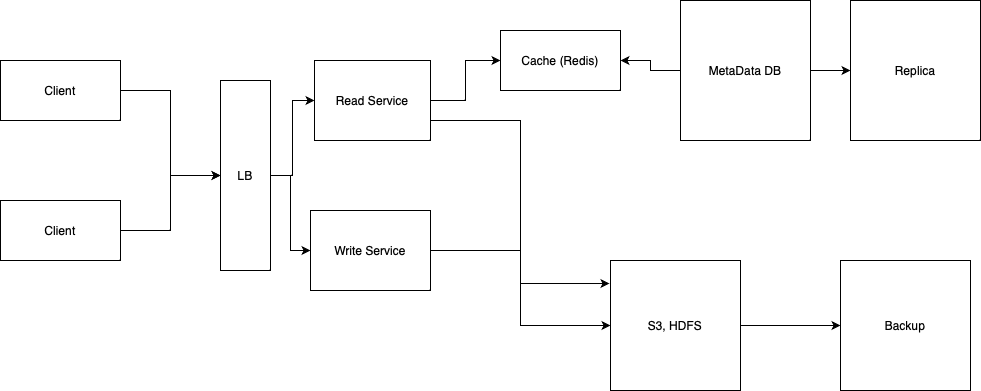 Client
Client
LB
Read Service
Write Service
Cache (Redis)
MetaData DB
Replica
S3, HDFS
Backup